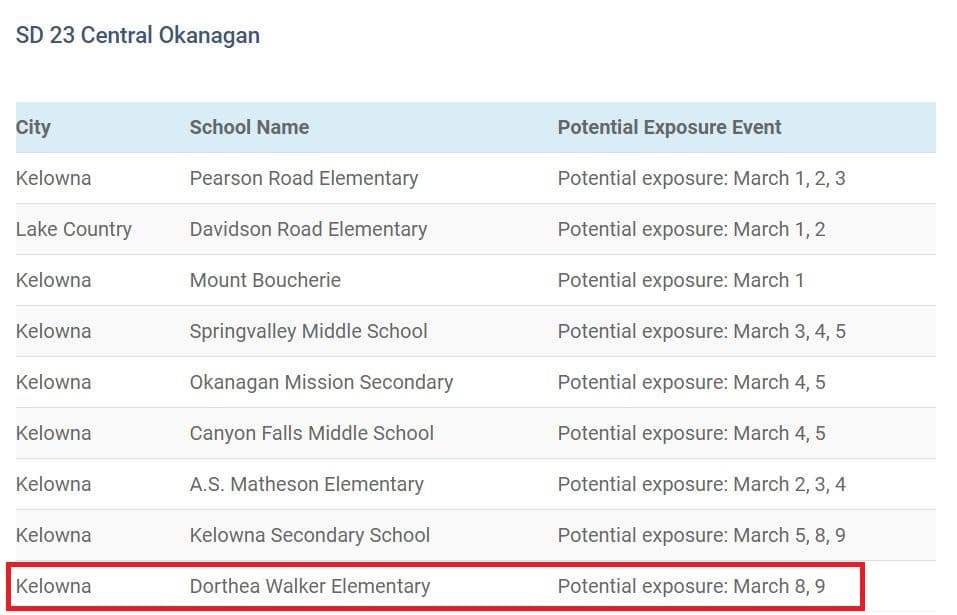 SD 23 Central Okanagan
City School Name Potential Exposure Event
Kelowna Pearson Road Elementary Potential exposure: March 1, 2, 3
Lake Country Davidson Road Elementary Potential exposure: March 1, 2
Kelowna Mount Boucherie Potential exposure: March 1
Kelowna Springvalley Middle School Potential exposure: March 3, 4, 5
Kelowna Okanagan Mission Secondary Potential exposure: March 4, 5
Kelowna Canyon Falls Middle School Potential exposure: March 4, 5
Kelowna A.S. Matheson Elementary Potential exposure: March 2, 3, 4
Kelowna Kelowna Secondary School Potential exposure: March 5, 8, 9
Kelowna Dorthea Walker Elementary Potential exposure: March 8, 9